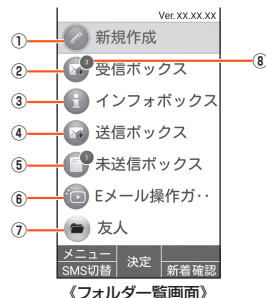 Ver.XX.XX.XX
① 新規作成
② 3 受信ボックス ⑧
③ インフォボックス
④ 送信ボックス
⑤ 1 未送信ボックス
⑥ Eメール操作ガ‥
⑦ 友人
メニュー
SMS切替 決定 新着確認
《フォルダ一覧画面》